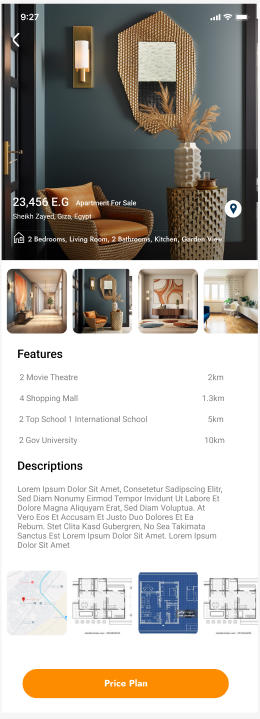 9:27
23,456 E.G Apartment For Sale
Sheikh Zayed, Giza, Egypt
2 Bedrooms, Living Room, 2 Bathrooms, Kitchen, Garden View
Features
2 Movie Theatre 2km
4 Shopping Mall 1.3km
2 Top School 1 International School 5km
2 Gov University 10km
Descriptions
Lorem Ipsum Dolor Sit Amet, Consetetur Sadipscing Elitr,
Sed Diam Nonumy Eirmod Tempor Invidunt Ut Labore Et
Dolore Magna Aliquyam Erat, Sed Diam Voluptua. At
Vero Eos Et Accusam Et Justo Duo Dolores Et Ea
Rebum. Stet Clita Kasd Gubergren, No Sea Takimata
Sanctus Est Lorem Ipsum Dolor Sit Amet. Lorem Ipsum
Dolor Sit Amet
Price Plan